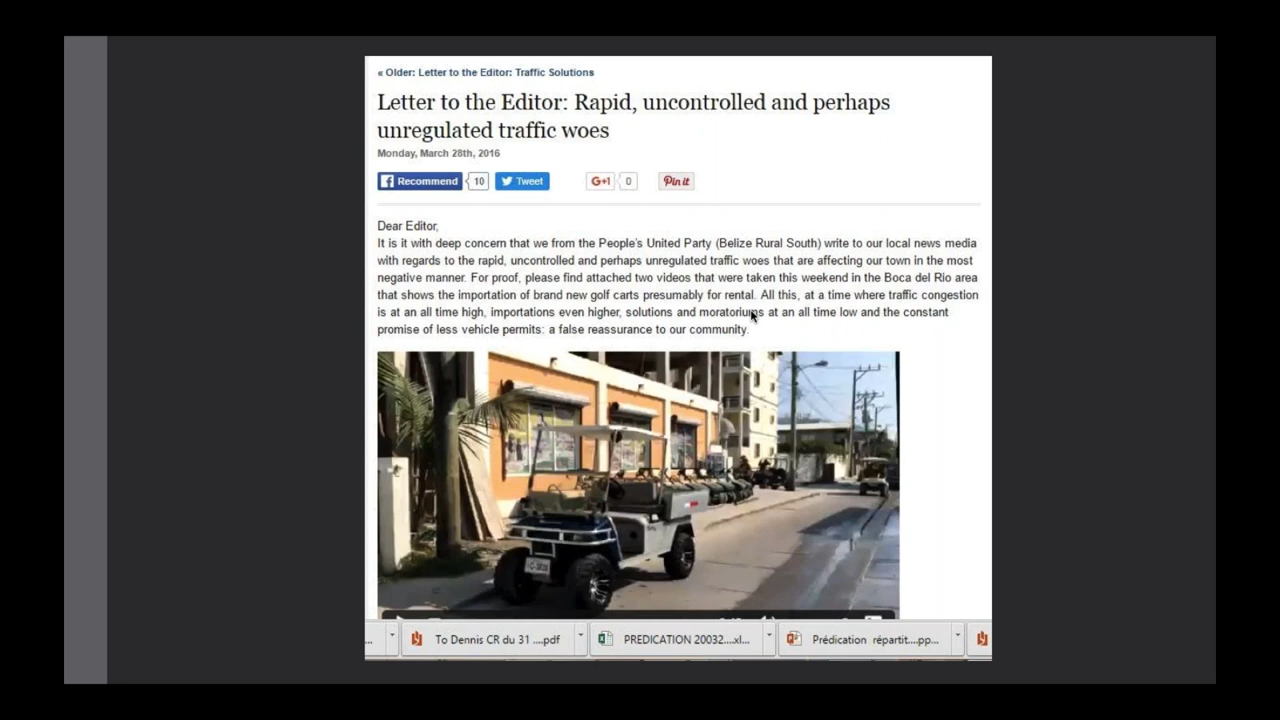 « Older: Letter to the Editor: Traffic Solutions
Letter to the Editor: Rapid, uncontrolled and perhaps
unregulated traffic woes
Monday, March 28th, 2016
Recommend 10 Tweet G+1 0 Pin it
Dear Editor,
It is it with deep concern that we from the People's United Party (Belize Rural South) write to our local news media
with regards to the rapid, uncontrolled and perhaps unregulated traffic woes that are affecting our town in the most
negative manner. For proof, please find attached two videos that were taken this weekend in the Boca del Rio area
that shows the importation of brand new golf carts presumably for rental. All this, at a time where traffic congestion
is at an all time high, importations even higher, solutions and moratoriums at an all time low and the constant
promise of less vehicle permits: a false reassurance to our community.
... To Dennis CR du 31 ....pdf PREDICATION 20032....xl... Prédication répartit....pp...